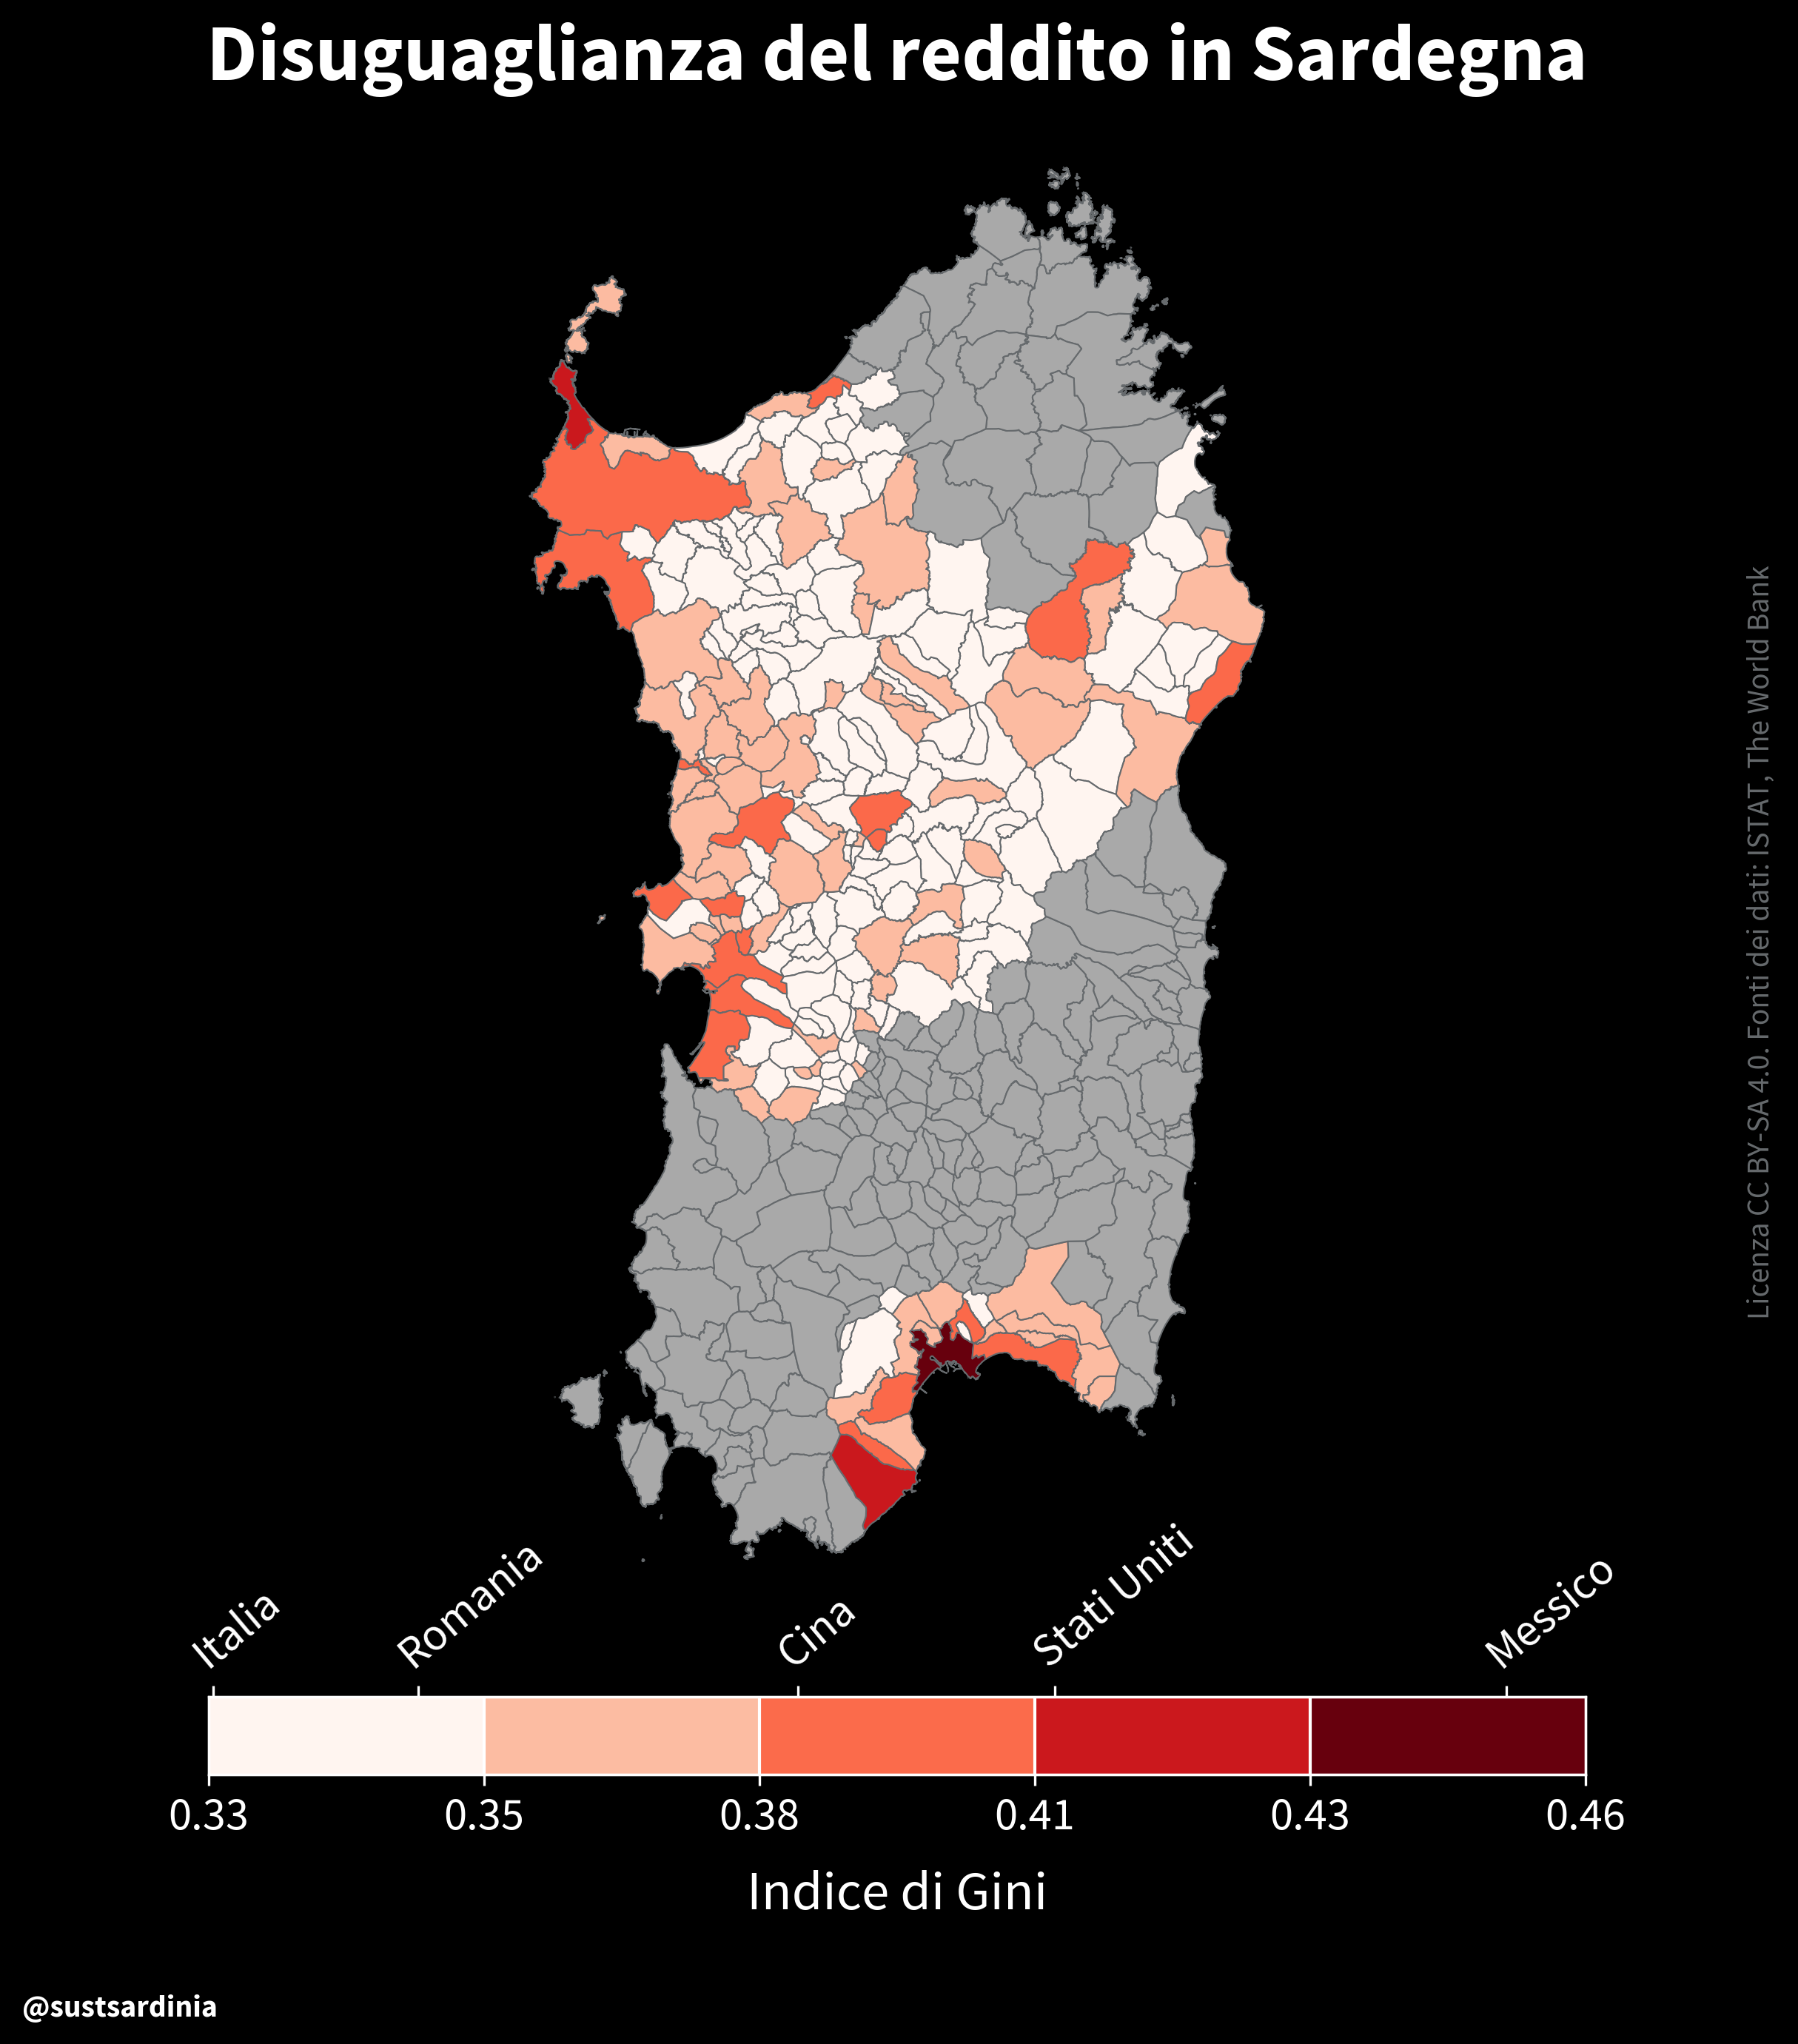 Disuguaglianza del reddito in Sardegna
Licenza CC BY-SA 4.0. Fonti dei dati: ISTAT, The World Bank
Italia
Romania
Cina
Stati Uniti
Messico
0.33
0.35
0.38
0.41
0.43
0.46
Indice di Gini
@sustsardinia